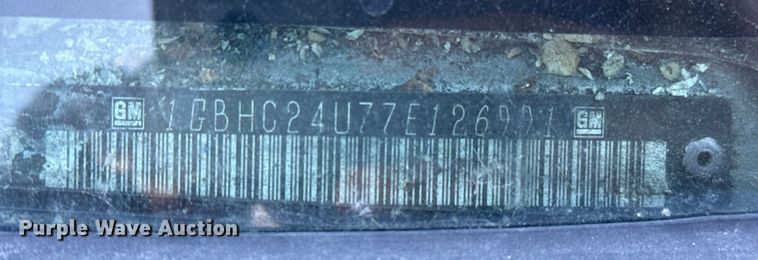 GM 1GBHC24U77E126991 GM
Purple Wave Auction